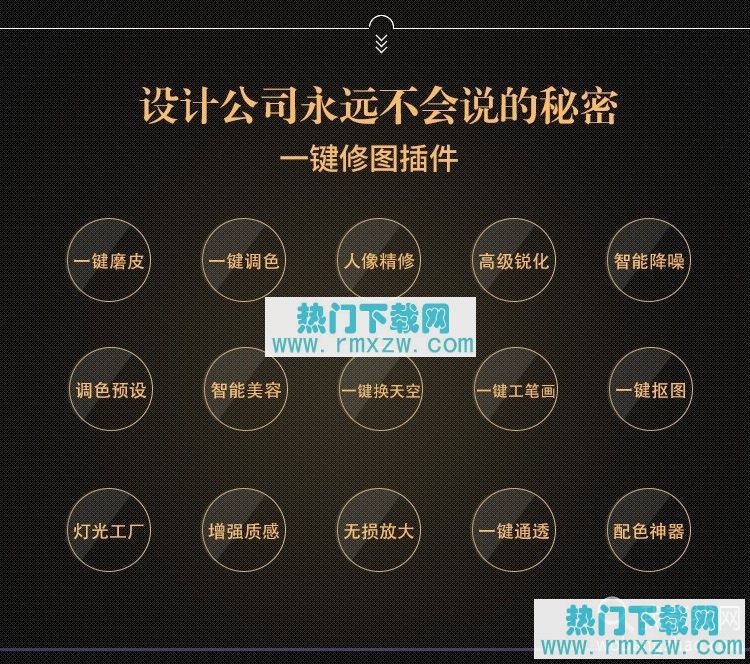 设计公司永远不会说的秘密
一键修图插件
一键磨皮 一键调色 人像精修 高级锐化 智能降噪
热门下载网
www.rmxzw.com
调色预设 智能美容 一键换天空 一键工笔画 一键抠图
灯光工厂 增强质感 无损放大 一键通透 配色神器
热门下载网
www.rmxzw.com